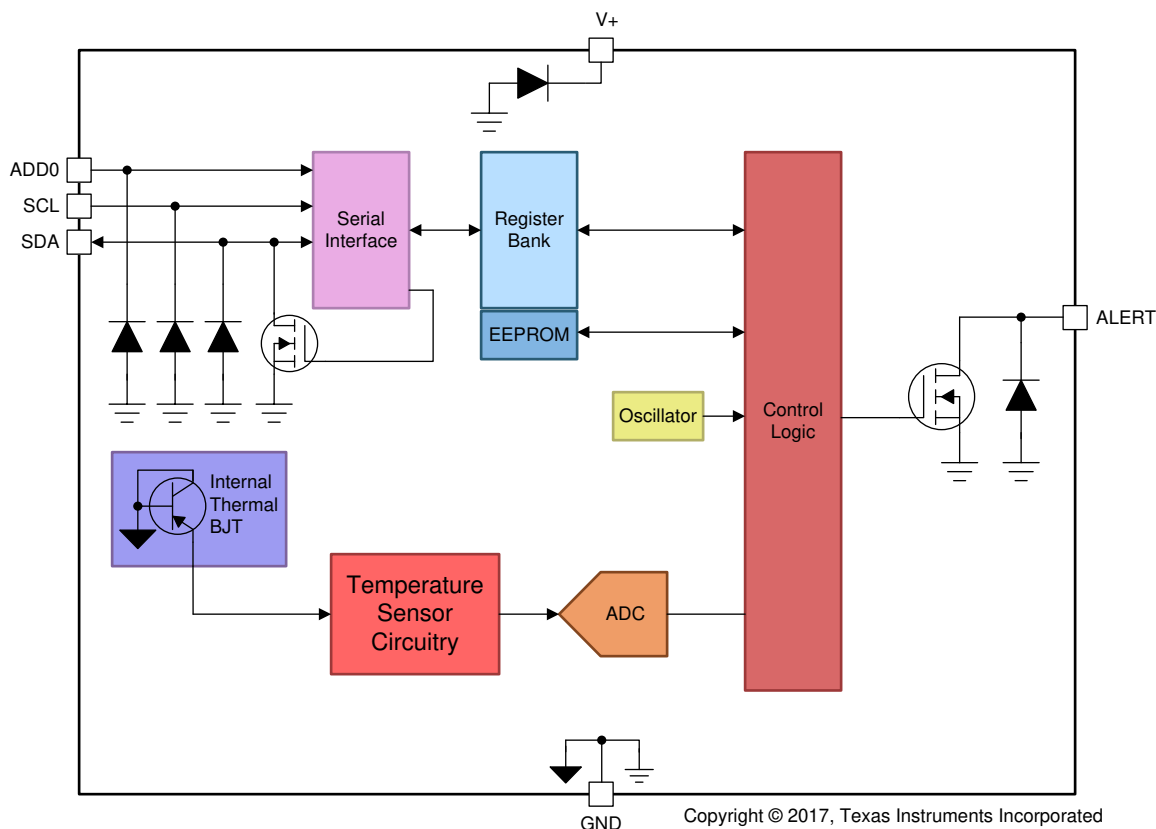 V+
ADD0
SCL
SDA
Serial
Interface
Register
Bank
EEPROM
Control
Logic
Oscillator
ALERT
Internal
Thermal
BJT
Temperature
Sensor
Circuitry
ADC
GND
Copyright © 2017, Texas Instruments Incorporated